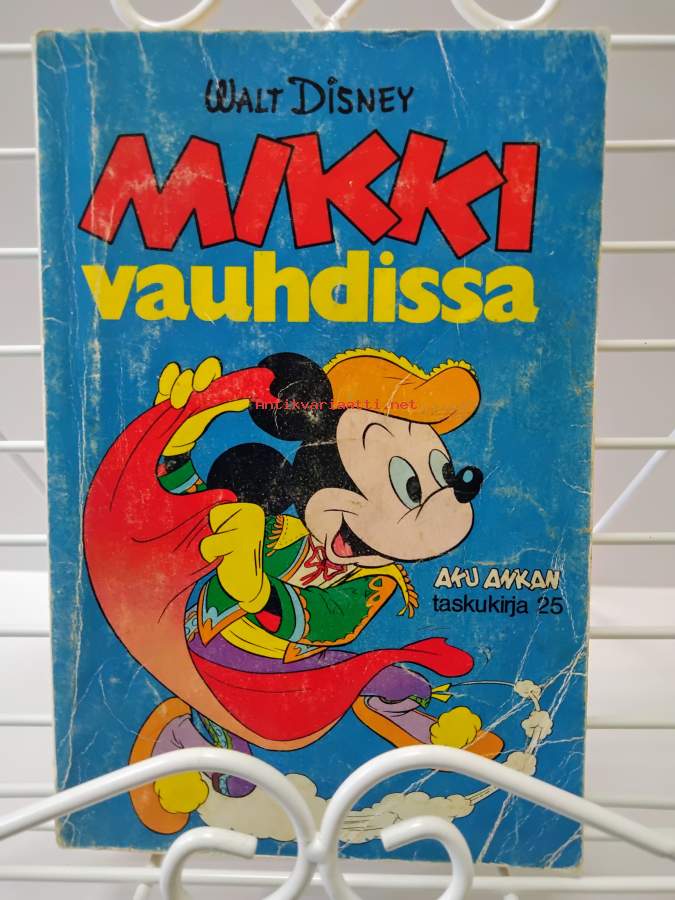 WALT DISNEY
MIKKI
vauhdissa
Antikvariaatti.net
AKU ANKAN
taskukirja 25